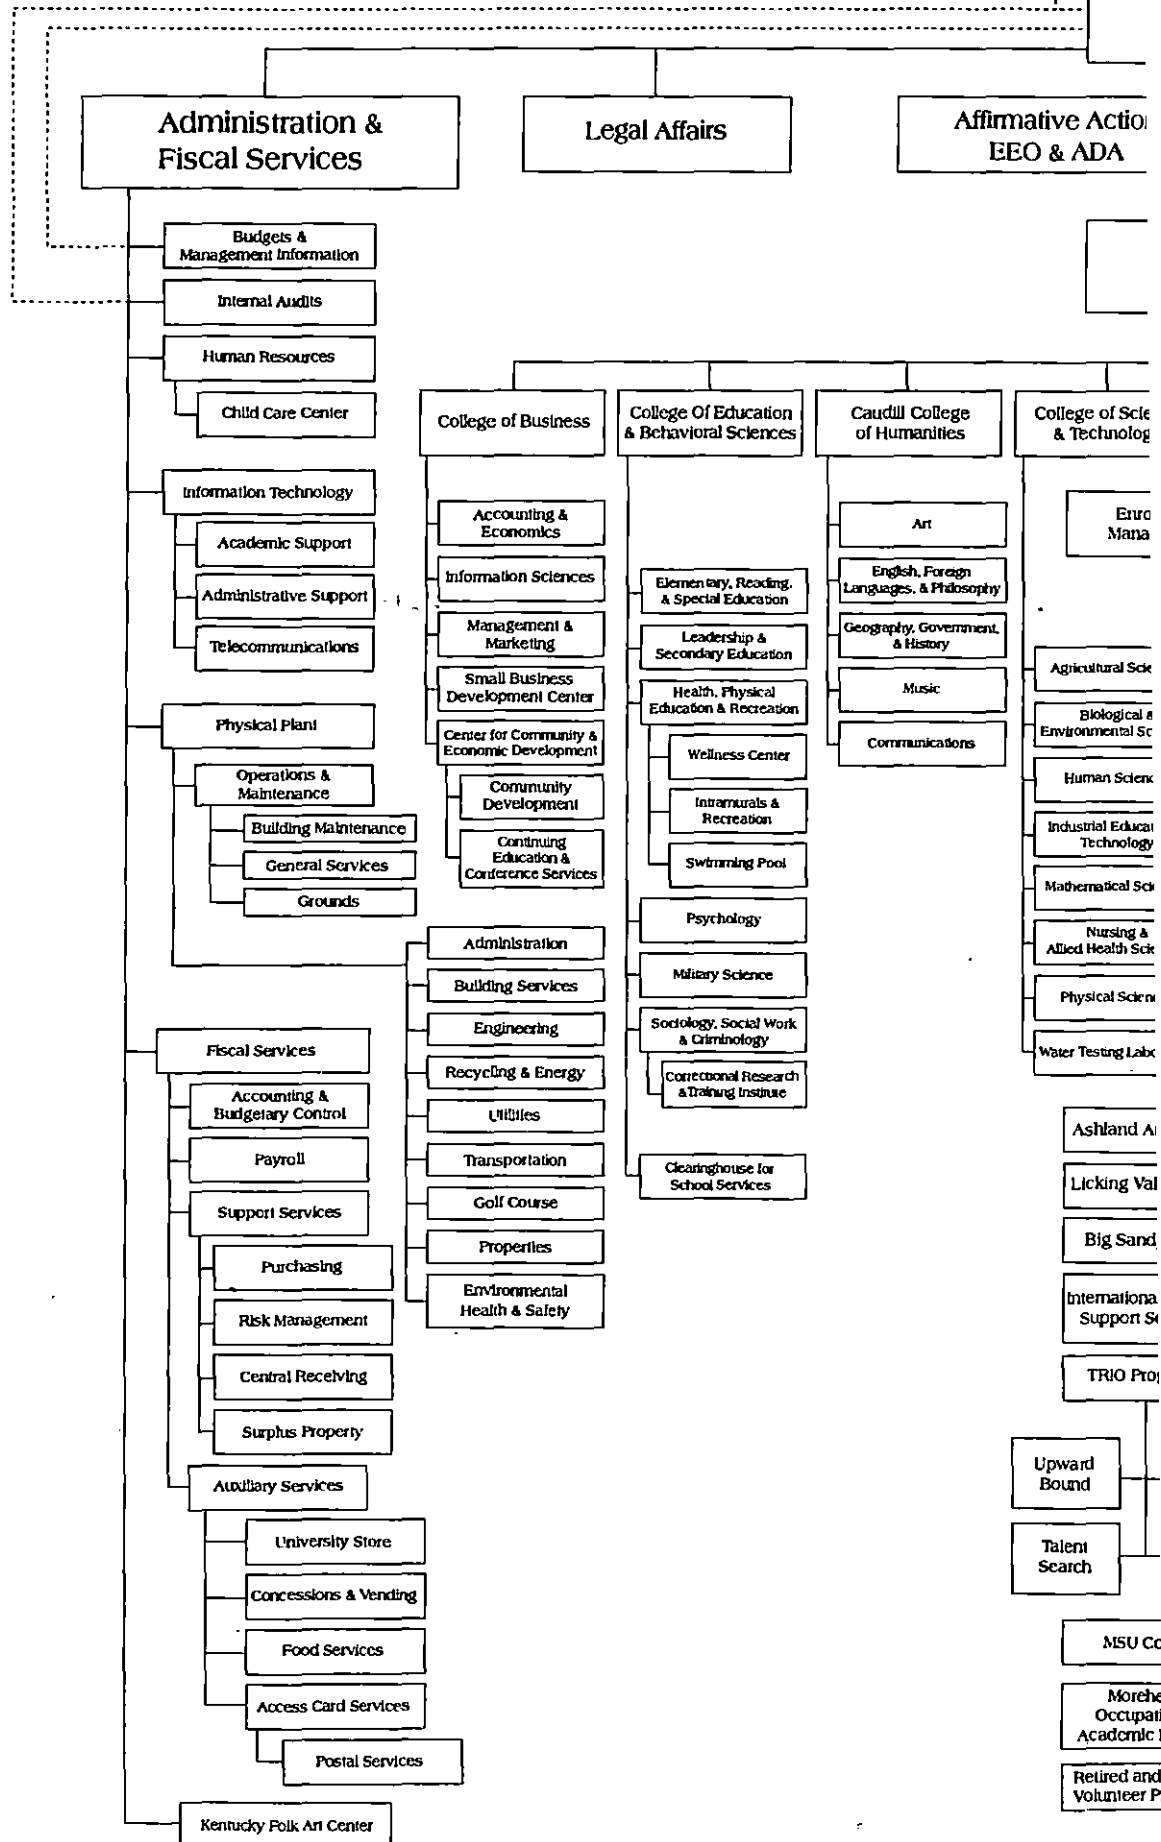 Administration &
Fiscal Services
Legal Affairs
Affirmative Actio
EEO & ADA
Budgets &
Management Information
Internal Audits
Human Resources
Child Care Center
Information Technology
Academic Support
Administrative Support
Telecommunications
Physical Plant
Operations &
Maintenance
Building Maintenance
General Services
Grounds
Administration
Building Services
Engineering
Recycling & Energy
Utilities
Transportation
Golf Course
Properties
Environmental
Health & Safety
Fiscal Services
Accounting &
Budgetary Control
Payroll
Support Services
Purchasing
Risk Management
Central Receiving
Surplus Property
Auxiliary Services
University Store
Concessions & Vending
Food Services
Access Card Services
Postal Services
Kentucky Folk Art Center
College of Business
Accounting &
Economics
Information Sciences
Management &
Marketing
Small Business
Development Center
Center for Community &
Economic Development
Community
Development
Continuing
Education &
Conference Services
College Of Education
& Behavioral Sciences
Elementary, Reading,
& Special Education
Leadership &
Secondary Education
Health, Physical
Education & Recreation
Wellness Center
Intramurals &
Recreation
Swimming Pool
Psychology
Military Science
Sociology, Social Work
& Criminology
Correctional Research
& Training Institute
Clearinghouse for
School Services
Caudill College
of Humanities
Art
English, Foreign
Languages, & Philosophy
Geography, Government,
& History
Music
Communications
College of Scie
& Technolog
Enro
Mana
Agricultural Scie
Biological &
Environmental Sc
Human Scienc
Industrial Educat
Technology
Mathematical Scie
Nursing &
Allied Health Scie
Physical Scienc
Water Testing Labo
Ashland A
Licking Val
Big Sand
Internationa
Support Se
TRIO Prog
Upward
Bound
Talent
Search
MSU Co
Morehe
Occupati
Academic
Retired and
Volunteer P